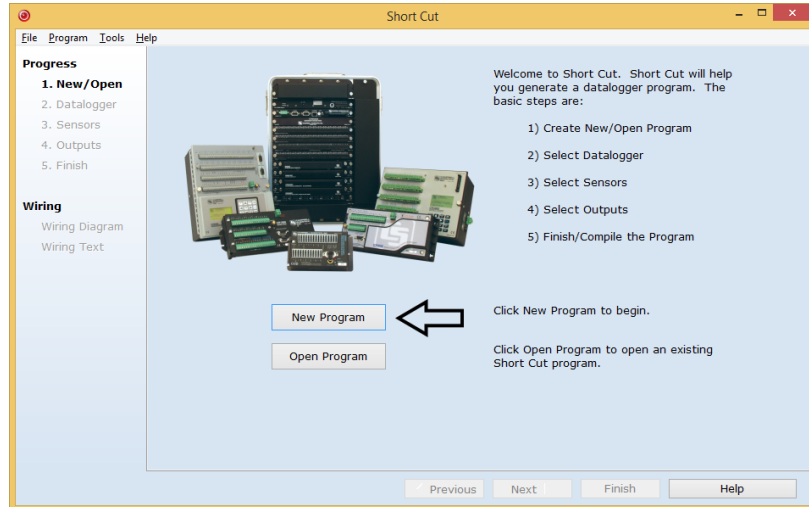 Short Cut
File Program Tools Help
Progress
1. New/Open
2. Datalogger
3. Sensors
4. Outputs
5. Finish
Wiring
Wiring Diagram
Wiring Text
Welcome to Short Cut. Short Cut will help
you generate a datalogger program. The
basic steps are:
1) Create New/Open Program
2) Select Datalogger
3) Select Sensors
4) Select Outputs
5) Finish/Compile the Program
New Program
Click New Program to begin.
Open Program
Click Open Program to open an existing
Short Cut program.
Previous Next Finish Help